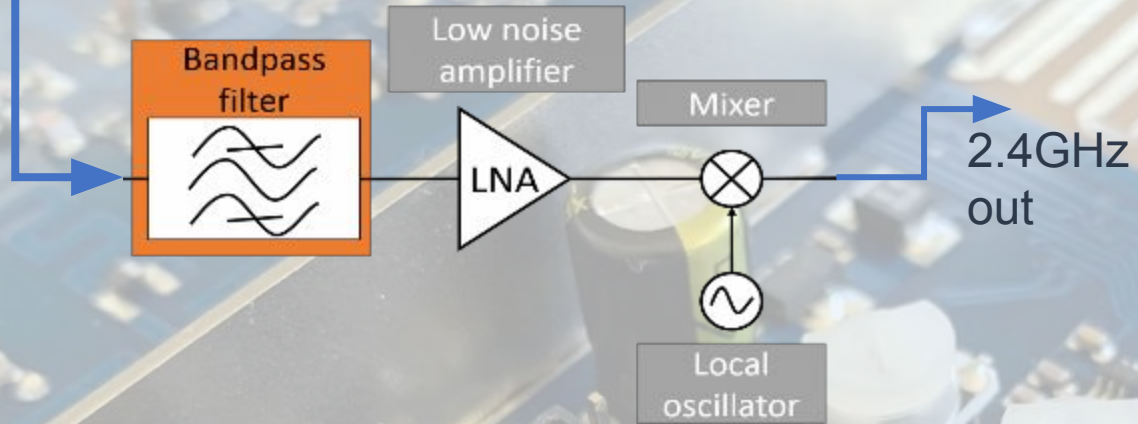 Low noise
amplifier
Bandpass
filter
Mixer
LNA
2.4GHz
out
Local
oscillator